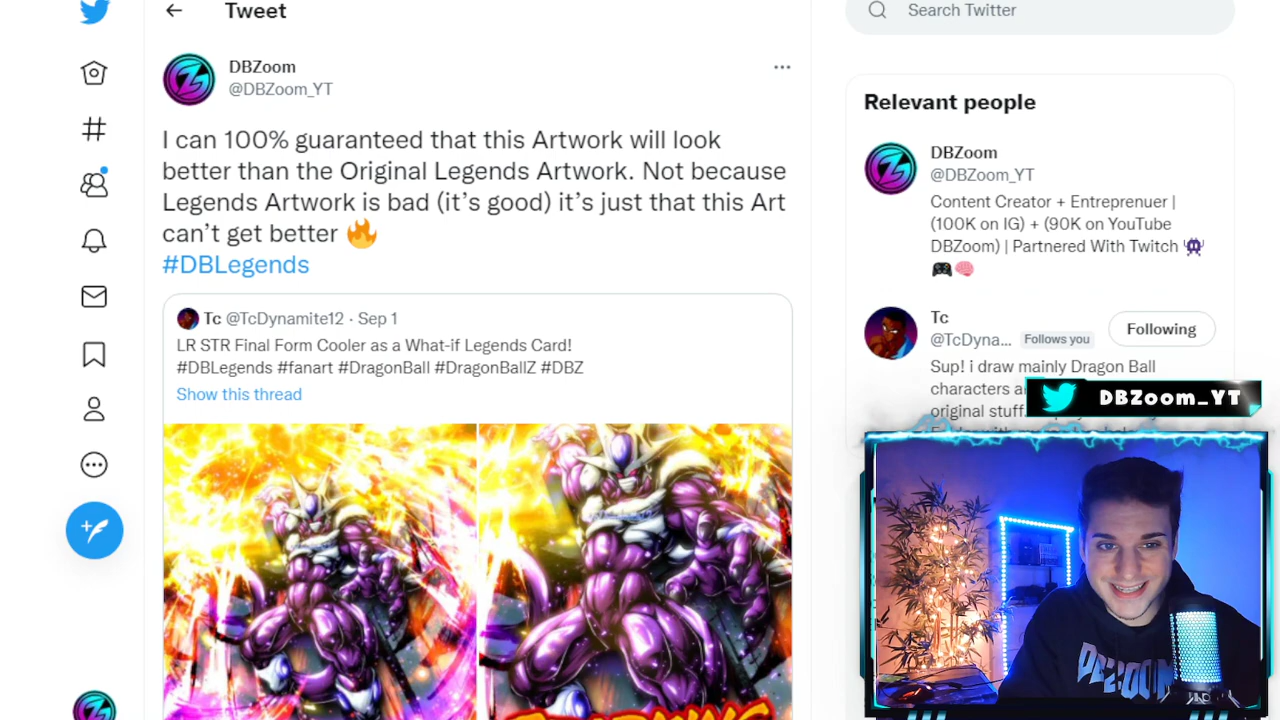 Tweet
Search Twitter
DBZoom
@DBZoom_YT
I can 100% guaranteed that this Artwork will look
better than the Original Legends Artwork. Not because
Legends Artwork is bad (it's good) it's just that this Art
can't get better 🔥
#DBLegends
Tc @TcDynamite12 · Sep 1
LR STR Final Form Cooler as a What-if Legends Card!
#DBLegends #fanart #DragonBall #DragonBallZ #DBZ
Show this thread
Relevant people
DBZoom
@DBZoom_YT
Content Creator + Entreprenuer |
(100K on IG) + (90K on YouTube
DBZoom) | Partnered With Twitch 👾
🎮🧠
Tc
@TcDyna... Follows you
Following
Sup! i draw mainly Dragon Ball
characters
original stuff.
DBZoom_YT
DBZOOM